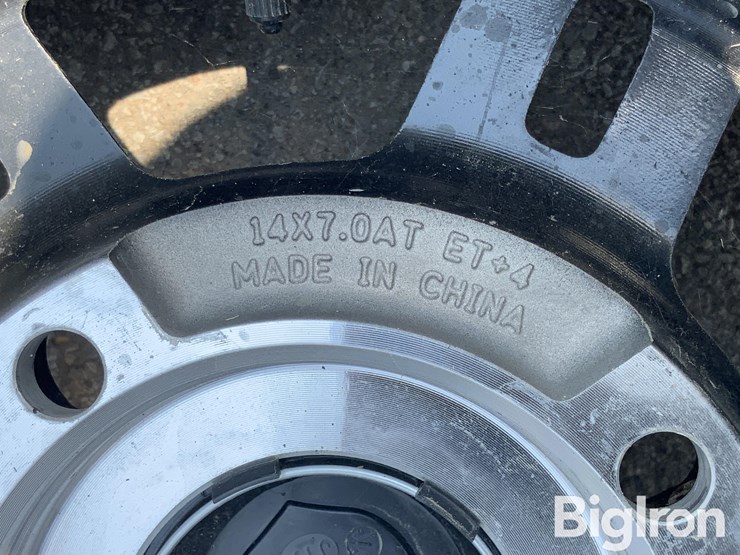 14X7.0AT ET+4
MADE IN CHINA
BigIron